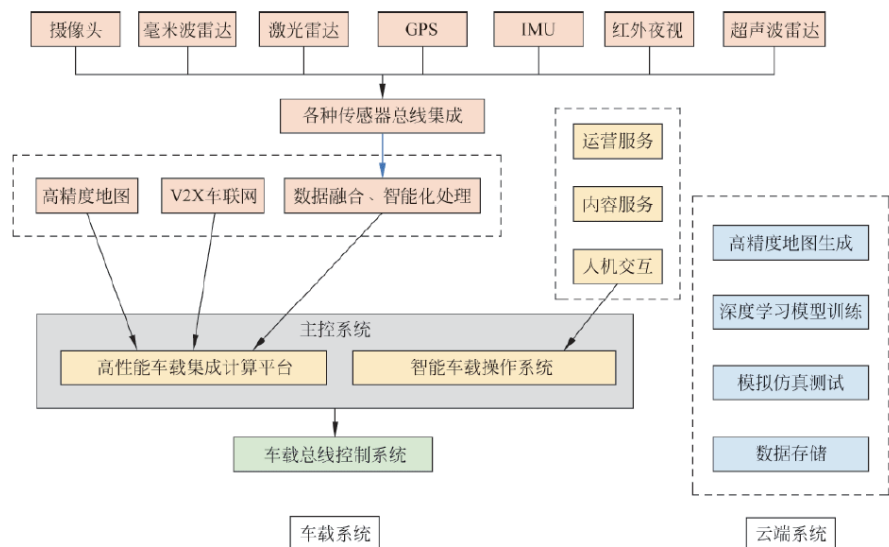 摄像头
毫米波雷达
激光雷达
GPS
IMU
红外夜视
超声波雷达
各种传感器总线集成
高精度地图
V2X车联网
数据融合、智能化处理
运营服务
内容服务
人机交互
主控系统
高性能车载集成计算平台
智能车载操作系统
车载总线控制系统
车载系统
高精度地图生成
深度学习模型训练
模拟仿真测试
数据存储
云端系统